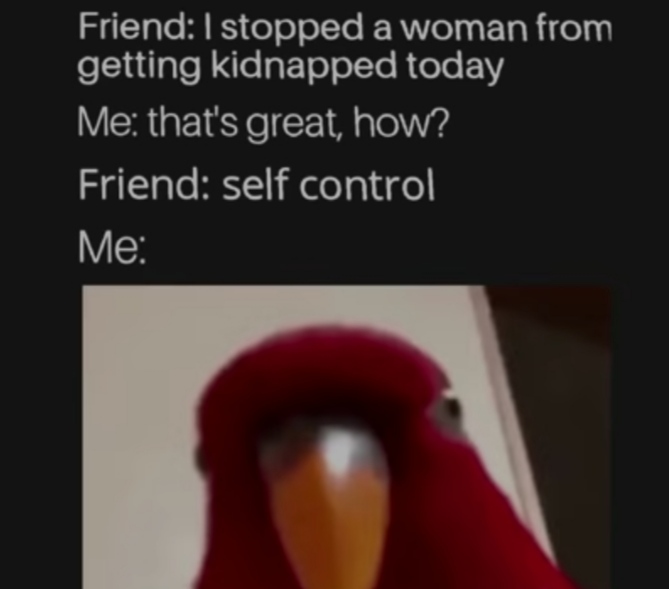 Friend: I stopped a woman from
getting kidnapped today
Me: that's great, how?
Friend: self control
Me: